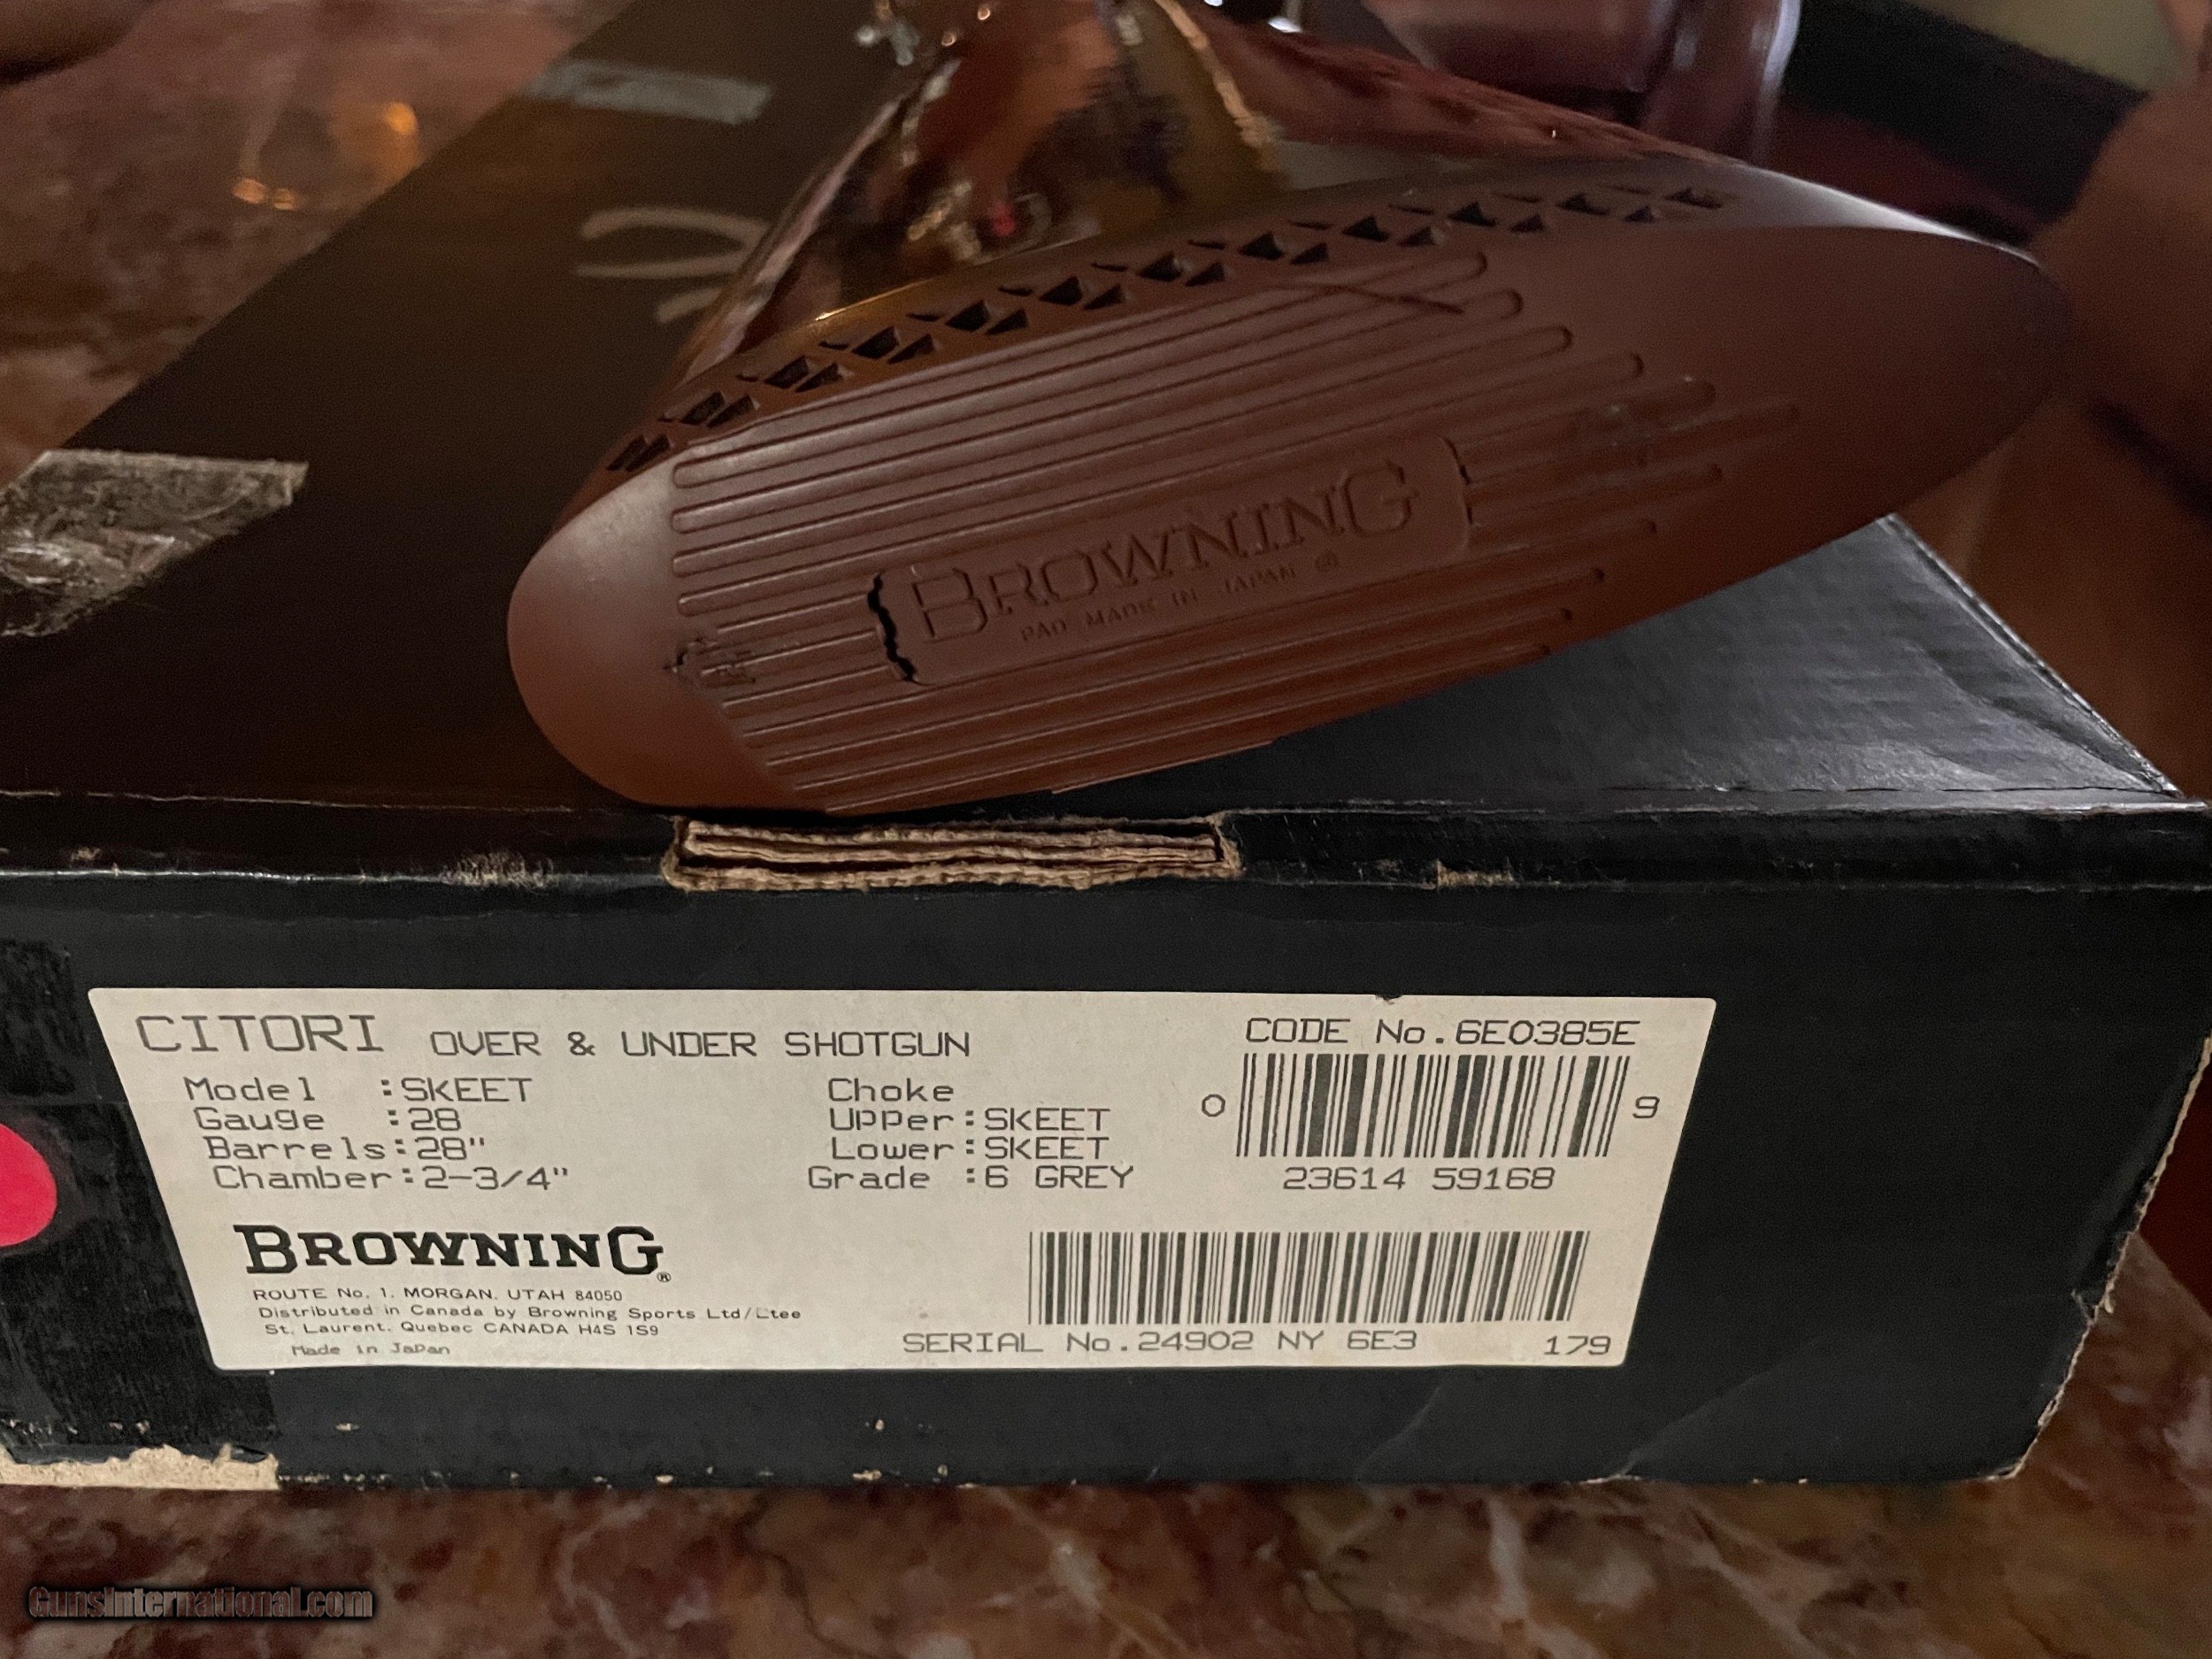 BROWNING
PAD MADE IN JAPAN
CITORI OVER & UNDER SHOTGUN
CODE No.6E0385E
Model :SKEET
Choke
Gauge :28
Upper:SKEET
0 9
Barrels:28"
Lower:SKEET
Chamber:2-3/4"
Grade :6 GREY
23614 59168
BROWNING®
ROUTE No. 1, MORGAN, UTAH 84050
Distributed in Canada by Browning Sports Ltd/Ltee
St. Laurent, Quebec CANADA H4S 1S9
Made in Japan
SERIAL No.24902 NY 6E3 179
GunsInternational.com